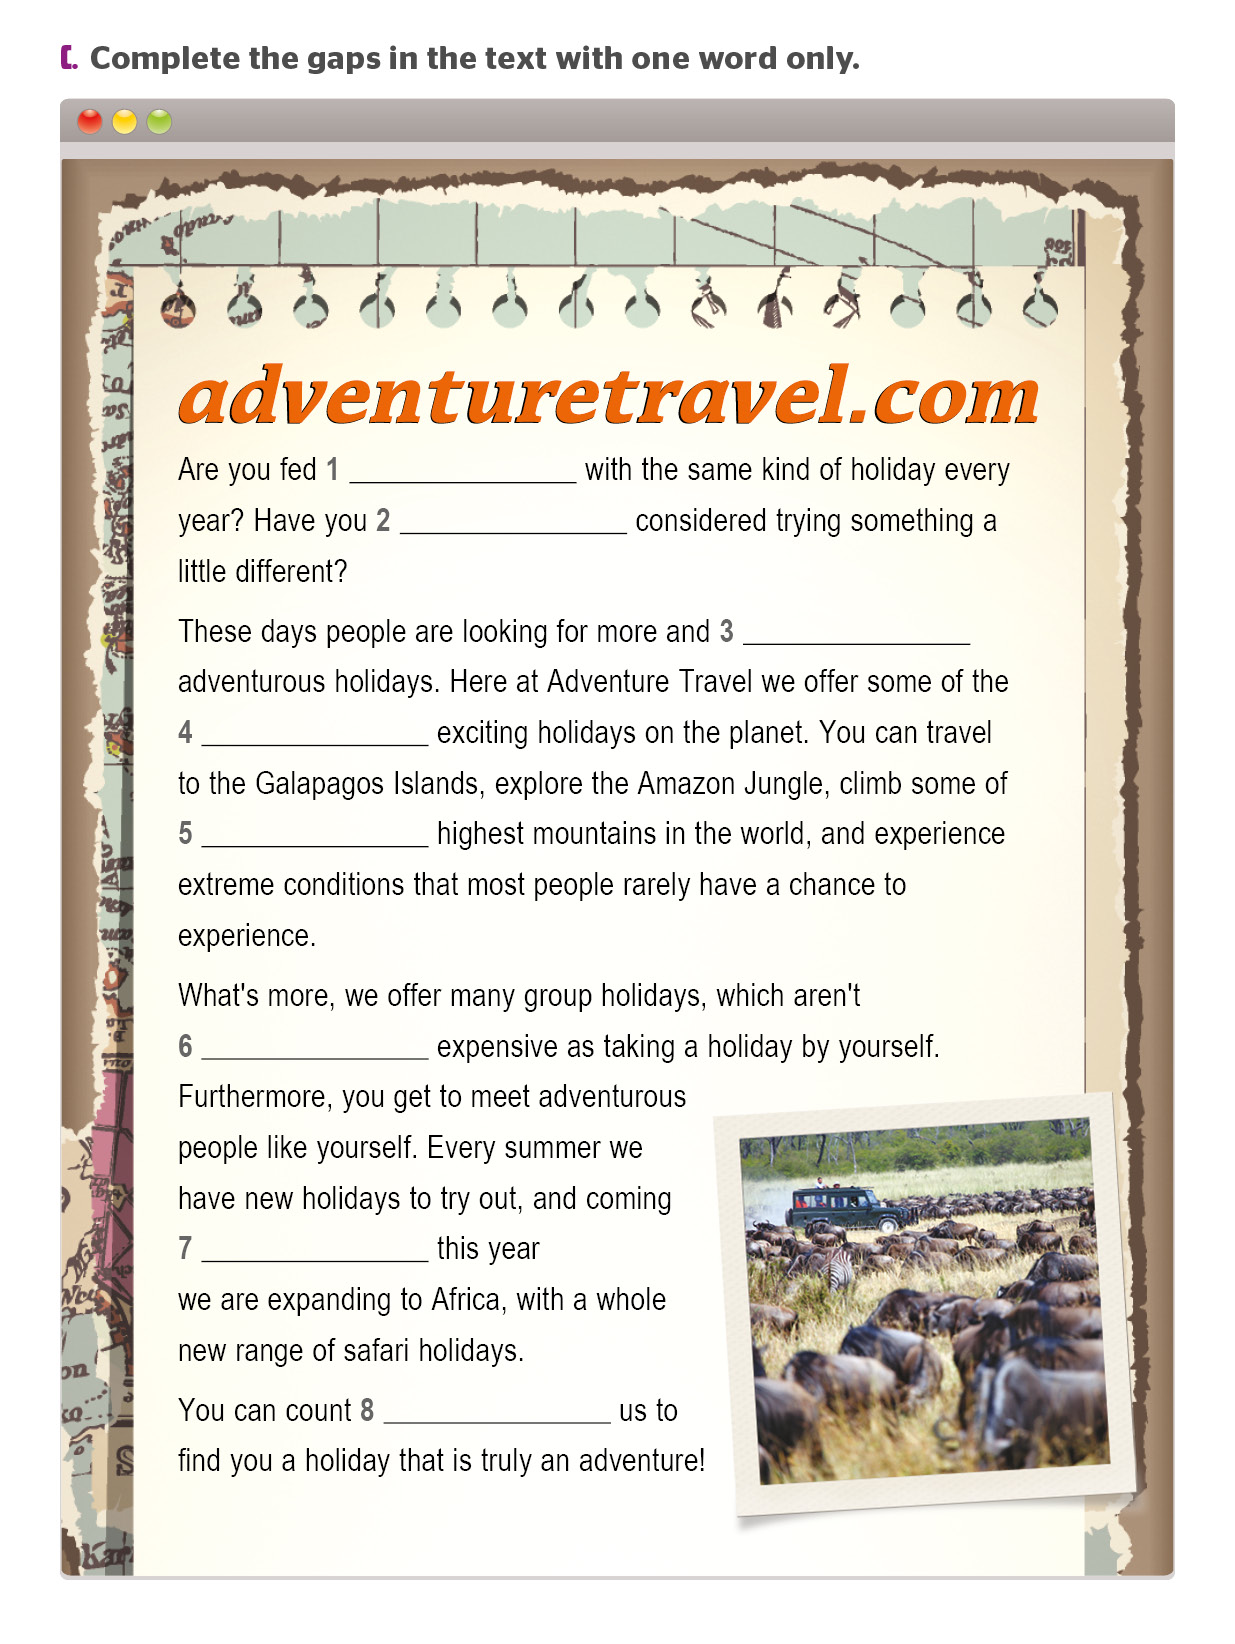 C. Complete the gaps in the text with one word only.
adventuretravel.com
Are you fed 1 _______________ with the same kind of holiday every
year? Have you 2 _______________ considered trying something a
little different?
These days people are looking for more and 3 _______________
adventurous holidays. Here at Adventure Travel we offer some of the
4 _______________ exciting holidays on the planet. You can travel
to the Galapagos Islands, explore the Amazon Jungle, climb some of
5 _______________ highest mountains in the world, and experience
extreme conditions that most people rarely have a chance to
experience.
What's more, we offer many group holidays, which aren't
6 _______________ expensive as taking a holiday by yourself.
Furthermore, you get to meet adventurous
people like yourself. Every summer we
have new holidays to try out, and coming
7 _______________ this year
we are expanding to Africa, with a whole
new range of safari holidays.
You can count 8 _______________ us to
find you a holiday that is truly an adventure!